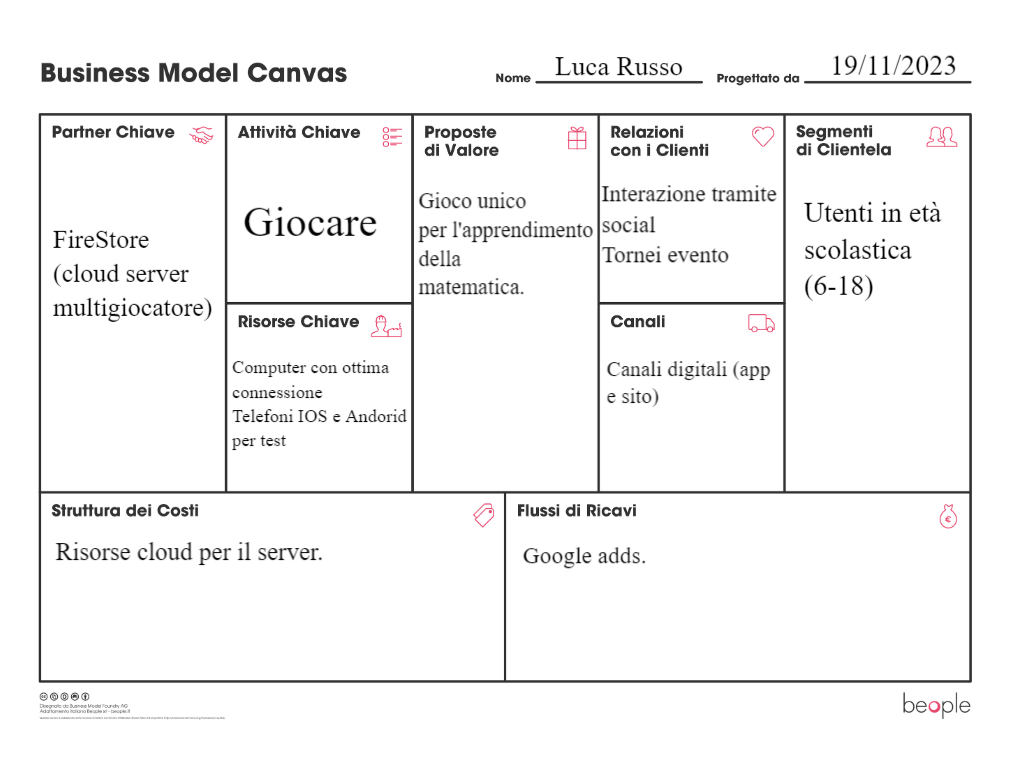 Business Model Canvas
Nome Luca Russo Progettato da 19/11/2023
Partner Chiave
FireStore
(cloud server
multigiocatore)
Attività Chiave
Giocare
Risorse Chiave
Computer con ottima
connessione
Telefoni IOS e Andorid
per test
Proposte
di Valore
Gioco unico
per l'apprendimento
della
matematica.
Relazioni
con i Clienti
Interazione tramite
social
Tornei evento
Canali
Canali digitali (app
e sito)
Segmenti
di Clientela
Utenti in età
scolastica
(6-18)
Struttura dei Costi
Risorse cloud per il server.
Flussi di Ricavi
Google adds.
Designed da Business Model Foundry AG
Adattamento Italiano Beople srl - beople.it
beople